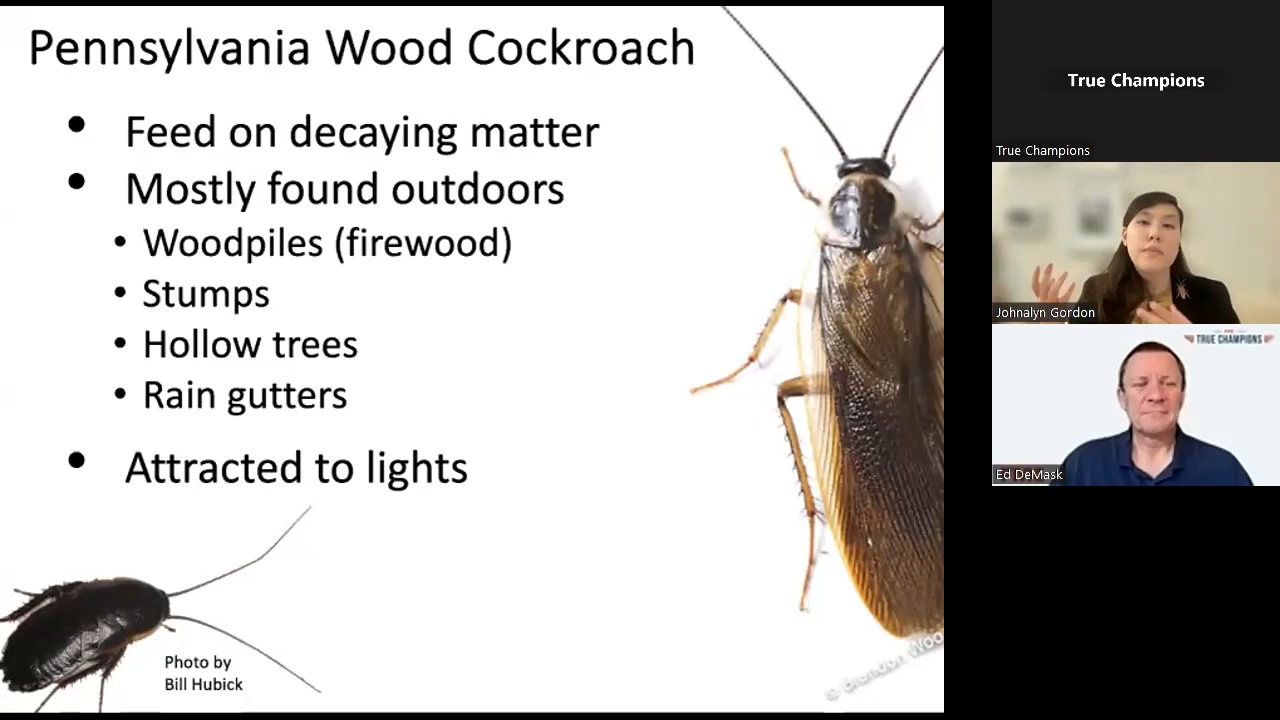 Pennsylvania Wood Cockroach
• Feed on decaying matter
• Mostly found outdoors
• Woodpiles (firewood)
• Stumps
• Hollow trees
• Rain gutters
• Attracted to lights
Photo by
Bill Hubick
True Champions
True Champions
Johnalyn Gordon
TRUE CHAMPIONS
Ed DeMask